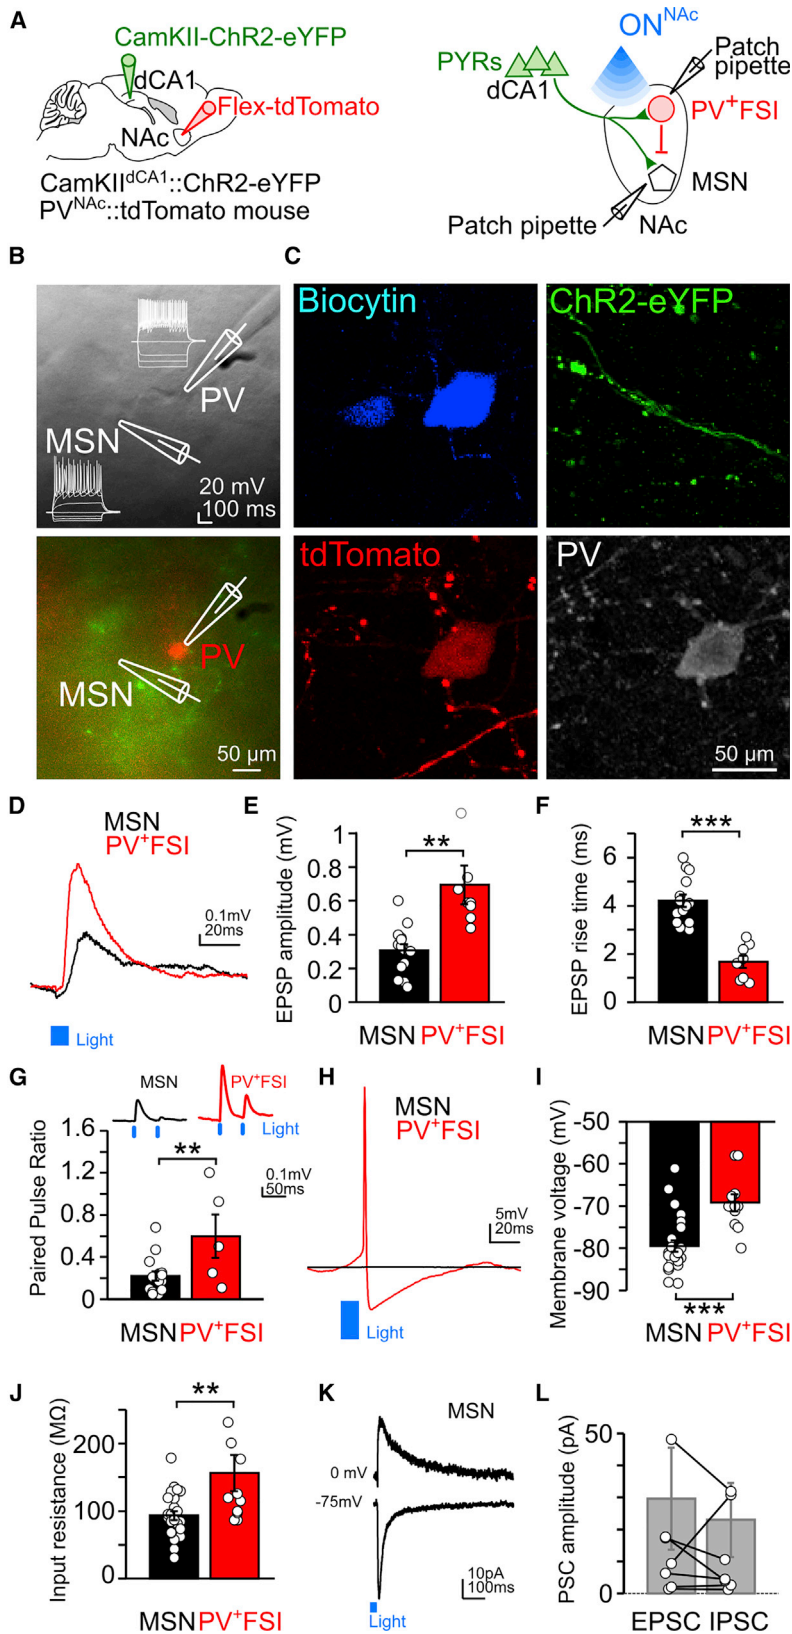 A
CamKII-ChR2-eYFP
dCA1
Flex-tdTomato
NAc
CamKIIᵈᶜᴬ¹::ChR2-eYFP
PVᴺᴬᶜ::tdTomato mouse
ONᴺᴬᶜ
PYRs
dCA1
Patch
pipette
PV⁺FSI
MSN
Patch pipette
NAc
B
PV
MSN
20 mV
100 ms
PV
MSN
50 µm
C
Biocytin
ChR2-eYFP
tdTomato
PV
50 µm
D
MSN
PV⁺FSI
0.1mV
20ms
Light
E
EPSP amplitude (mV)
1
0.8
0.6
0.4
0.2
0
**
MSN PV⁺FSI
F
EPSP rise time (ms)
6
4
2
0
***
MSN PV⁺FSI
G
MSN
PV⁺FSI
Light
Paired Pulse Ratio
1.6
1.2
0.8
0.4
0
**
0.1mV
50ms
MSN PV⁺FSI
H
MSN
PV⁺FSI
5mV
20ms
Light
I
Membrane voltage (mV)
-50
-60
-70
-80
-90
***
MSN PV⁺FSI
J
Input resistance (MΩ)
200
100
0
**
MSN PV⁺FSI
K
MSN
0 mV
-75mV
10pA
100ms
Light
L
PSC amplitude (pA)
50
0
EPSC IPSC